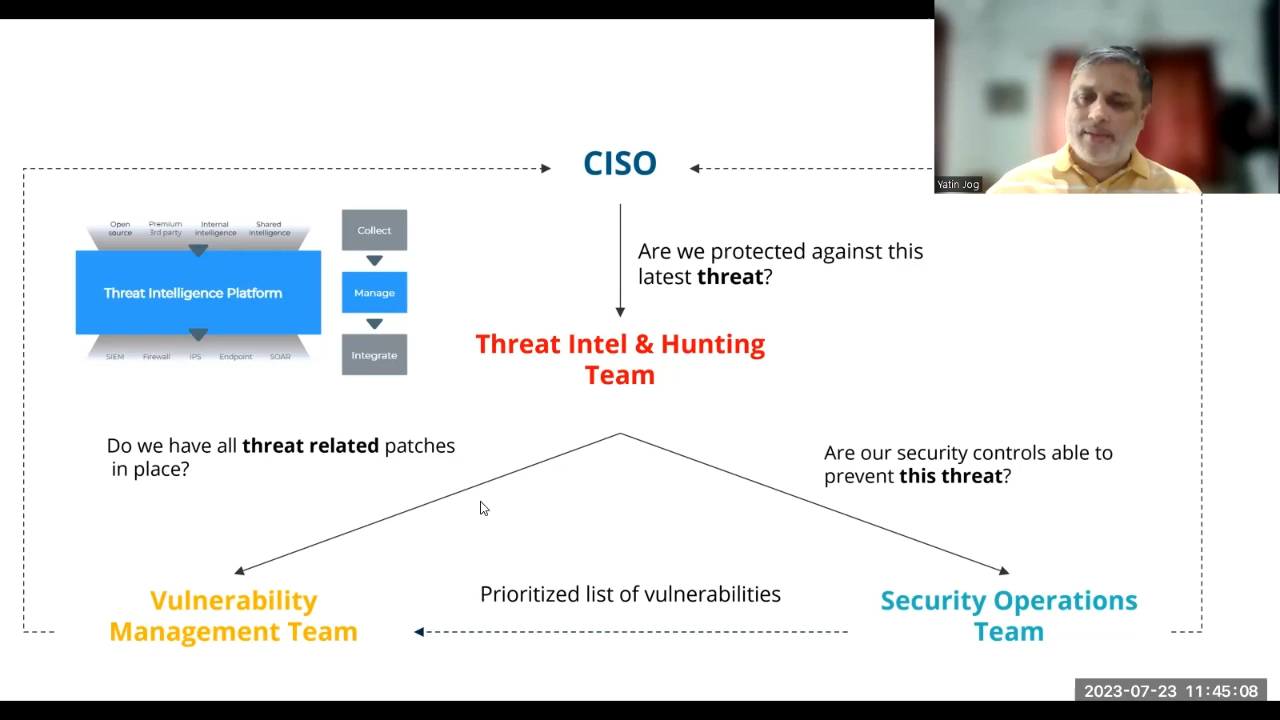 CISO
Yatin Jog
Open
source
Premium
3rd party
Internal
intelligence
Shared
intelligence
Threat Intelligence Platform
SIEM Firewall IPS Endpoint SOAR
Collect
Manage
Integrate
Are we protected against this
latest threat?
Threat Intel & Hunting
Team
Do we have all threat related patches
in place?
Are our security controls able to
prevent this threat?
Vulnerability
Management Team
Prioritized list of vulnerabilities
Security Operations
Team
2023-07-23 11:45:08